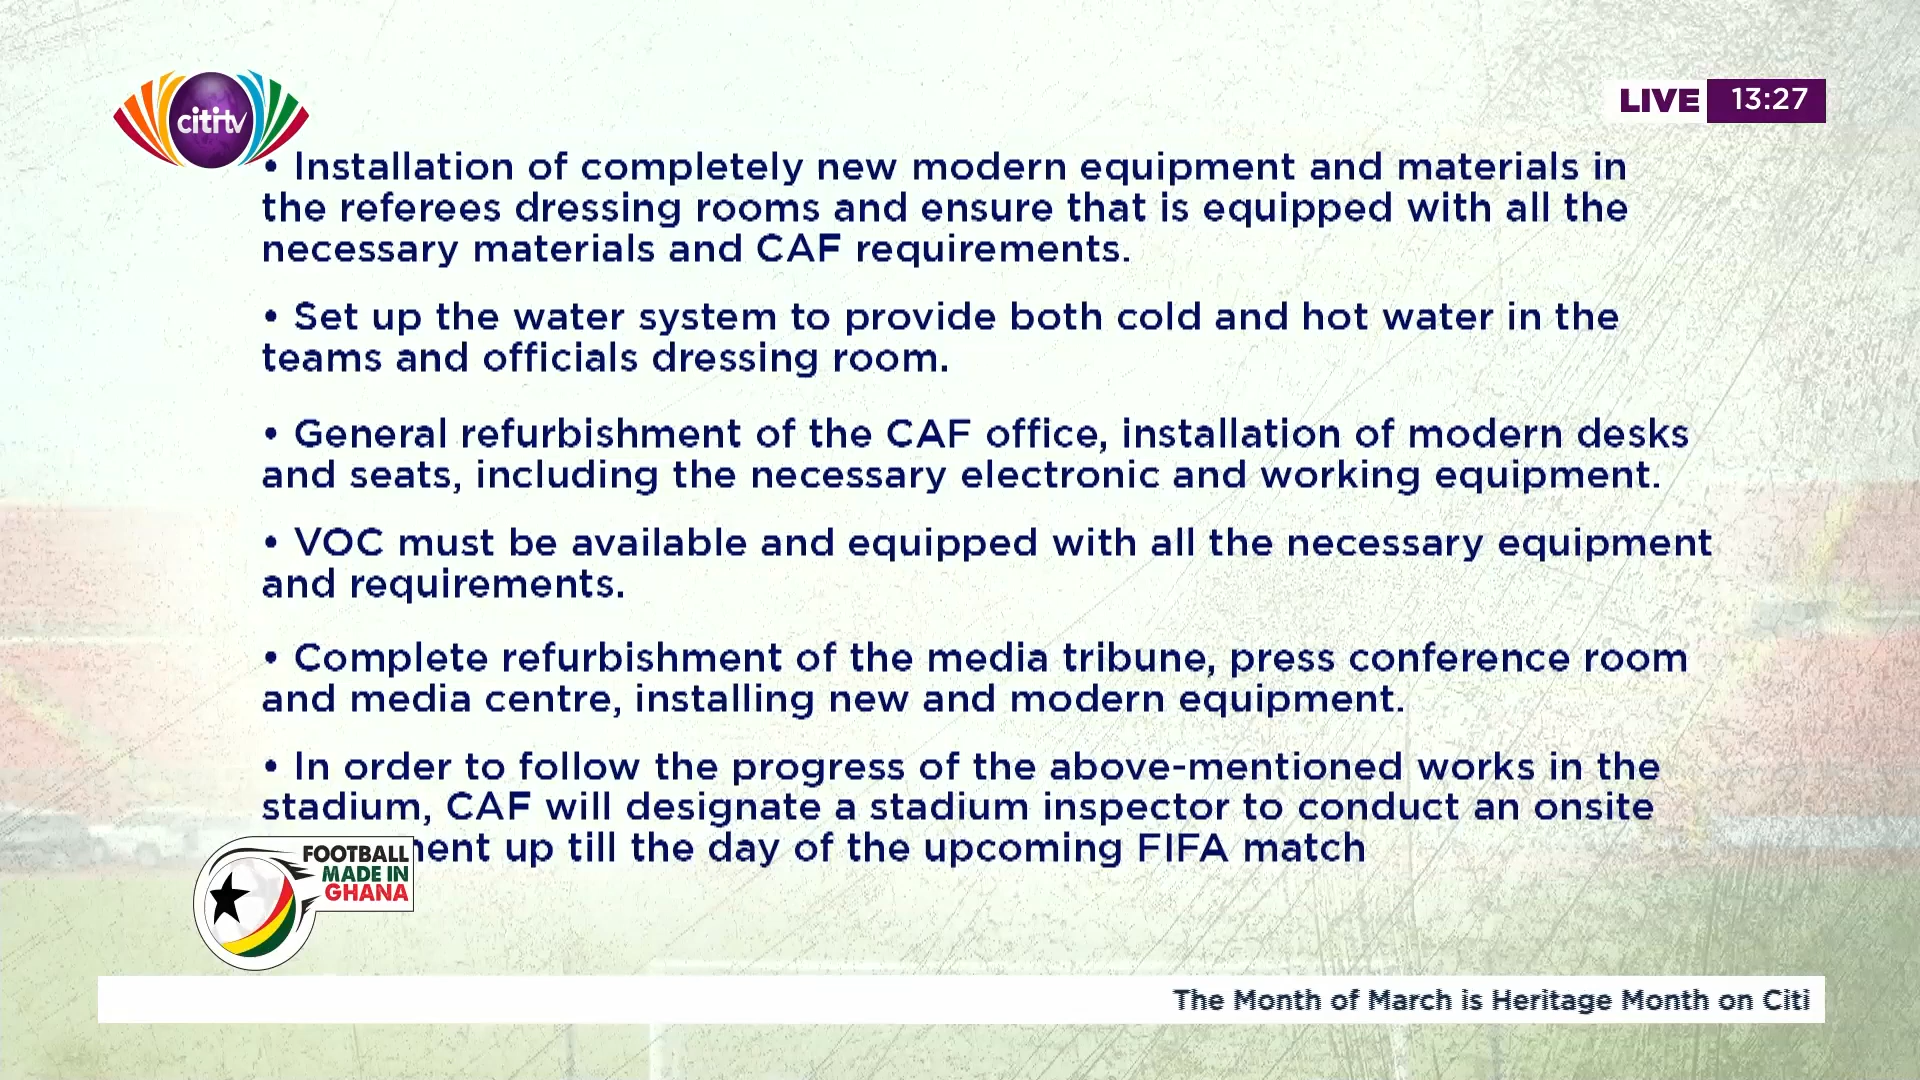 cititv
LIVE 13:27
• Installation of completely new modern equipment and materials in
the referees dressing rooms and ensure that is equipped with all the
necessary materials and CAF requirements.
• Set up the water system to provide both cold and hot water in the
teams and officials dressing room.
• General refurbishment of the CAF office, installation of modern desks
and seats, including the necessary electronic and working equipment.
• VOC must be available and equipped with all the necessary equipment
and requirements.
• Complete refurbishment of the media tribune, press conference room
and media centre, installing new and modern equipment.
• In order to follow the progress of the above-mentioned works in the
stadium, CAF will designate a stadium inspector to conduct an onsite
up till the day of the upcoming FIFA match
FOOTBALL
MADE IN
GHANA
The Month of March is Heritage Month on Citi